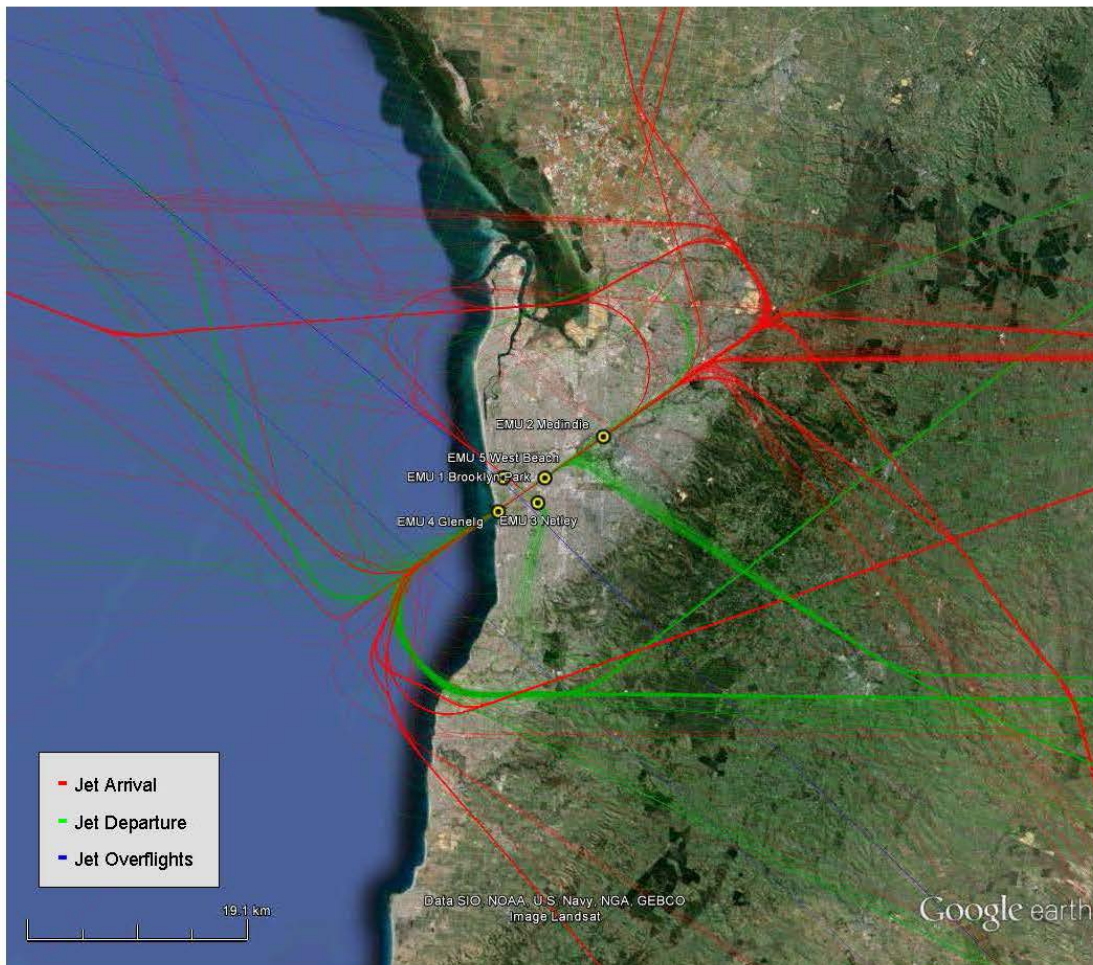 EMU 2 Medindie
EMU 5 West Beach
EMU 1 Brooklyn Park
EMU 4 Glenelg
EMU 3 Netley
Jet Arrival
Jet Departure
Jet Overflights
19.1 km
Data SIO, NOAA, U.S. Navy, NGA, GEBCO
Image Landsat
Google earth